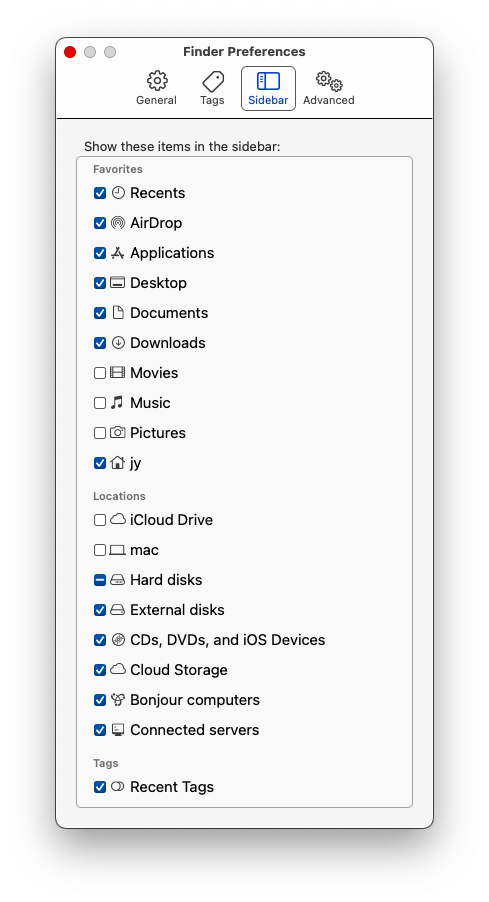 Finder Preferences
General
Tags
Sidebar
Advanced
Show these items in the sidebar:
Favorites
Recents
AirDrop
Applications
Desktop
Documents
Downloads
Movies
Music
Pictures
jy
Locations
iCloud Drive
mac
Hard disks
External disks
CDs, DVDs, and iOS Devices
Cloud Storage
Bonjour computers
Connected servers
Tags
Recent Tags